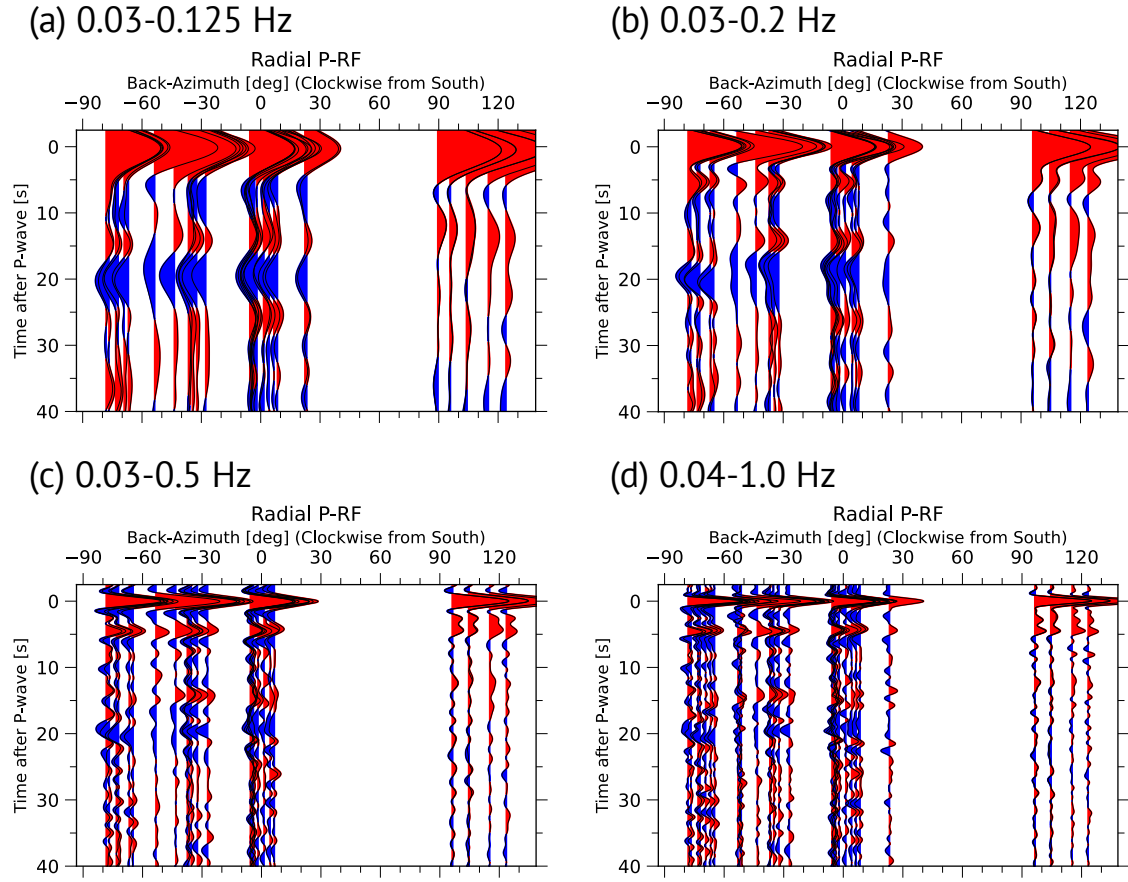 (a) 0.03-0.125 Hz
Radial P-RF
Back-Azimuth [deg] (Clockwise from South)
−90 −60 −30 0 30 60 90 120
Time after P-wave [s]
0
10
20
30
40
(b) 0.03-0.2 Hz
Radial P-RF
Back-Azimuth [deg] (Clockwise from South)
−90 −60 −30 0 30 60 90 120
Time after P-wave [s]
0
10
20
30
40
(c) 0.03-0.5 Hz
Radial P-RF
Back-Azimuth [deg] (Clockwise from South)
−90 −60 −30 0 30 60 90 120
Time after P-wave [s]
0
10
20
30
40
(d) 0.04-1.0 Hz
Radial P-RF
Back-Azimuth [deg] (Clockwise from South)
−90 −60 −30 0 30 60 90 120
Time after P-wave [s]
0
10
20
30
40